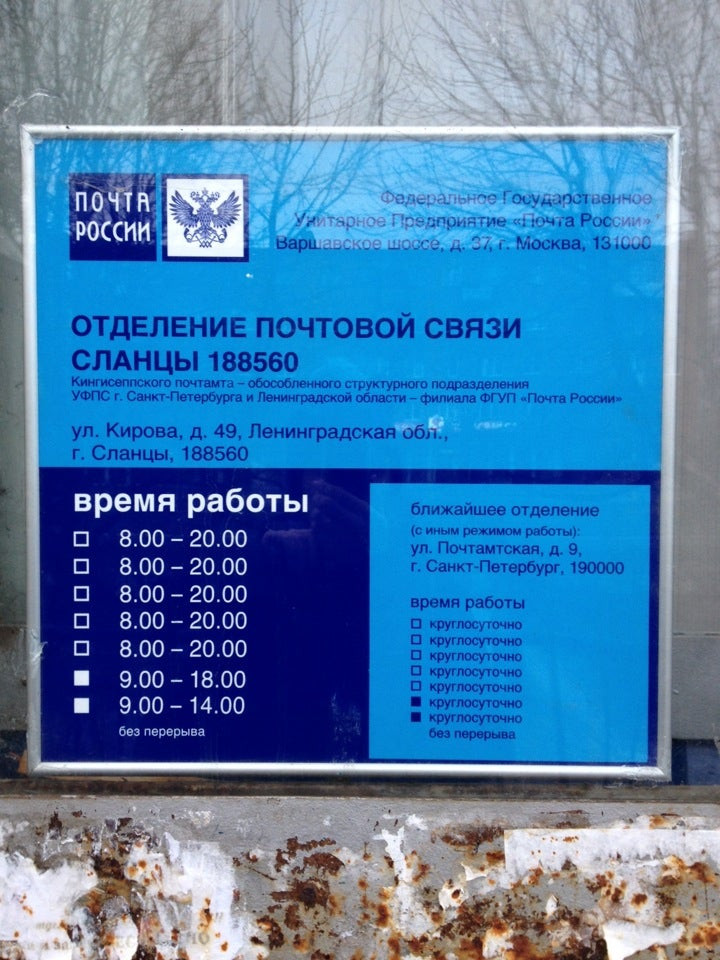 ПОЧТА
РОССИИ
Федеральное Государственное
Унитарное Предприятие «Почта России»
Варшавское шоссе, д. 37, г. Москва, 131000
ОТДЕЛЕНИЕ ПОЧТОВОЙ СВЯЗИ
СЛАНЦЫ 188560
Кингисеппского почтамта – обособленного структурного подразделения
УФПС г. Санкт-Петербурга и Ленинградской области – филиала ФГУП «Почта России»
ул. Кирова, д. 49, Ленинградская обл.,
г. Сланцы, 188560
время работы
8.00 – 20.00
8.00 – 20.00
8.00 – 20.00
8.00 – 20.00
8.00 – 20.00
9.00 – 18.00
9.00 – 14.00
без перерыва
ближайшее отделение
(с иным режимом работы):
ул. Почтамтская, д. 9,
г. Санкт-Петербург, 190000
время работы
круглосуточно
круглосуточно
круглосуточно
круглосуточно
круглосуточно
круглосуточно
круглосуточно
без перерыва